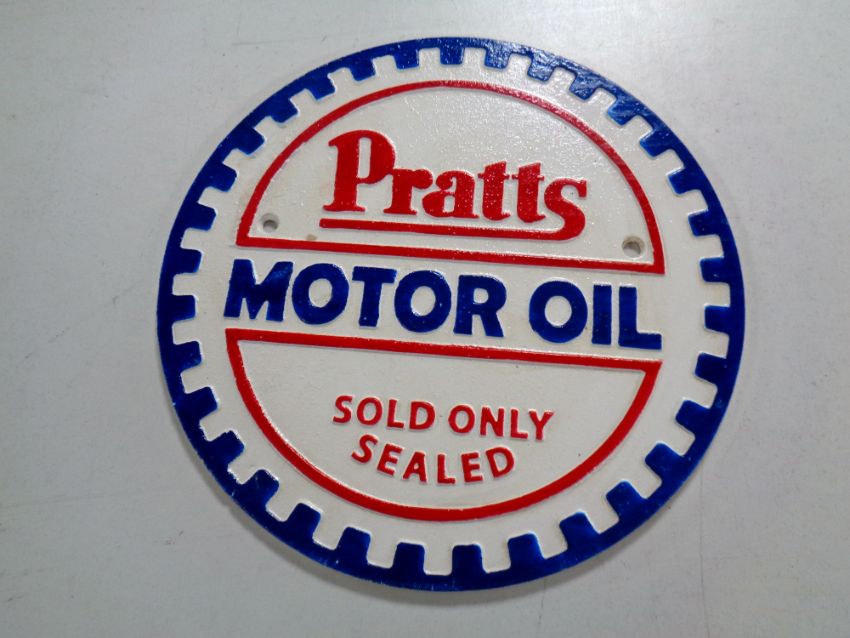 Pratts
MOTOR OIL
SOLD ONLY
SEALED